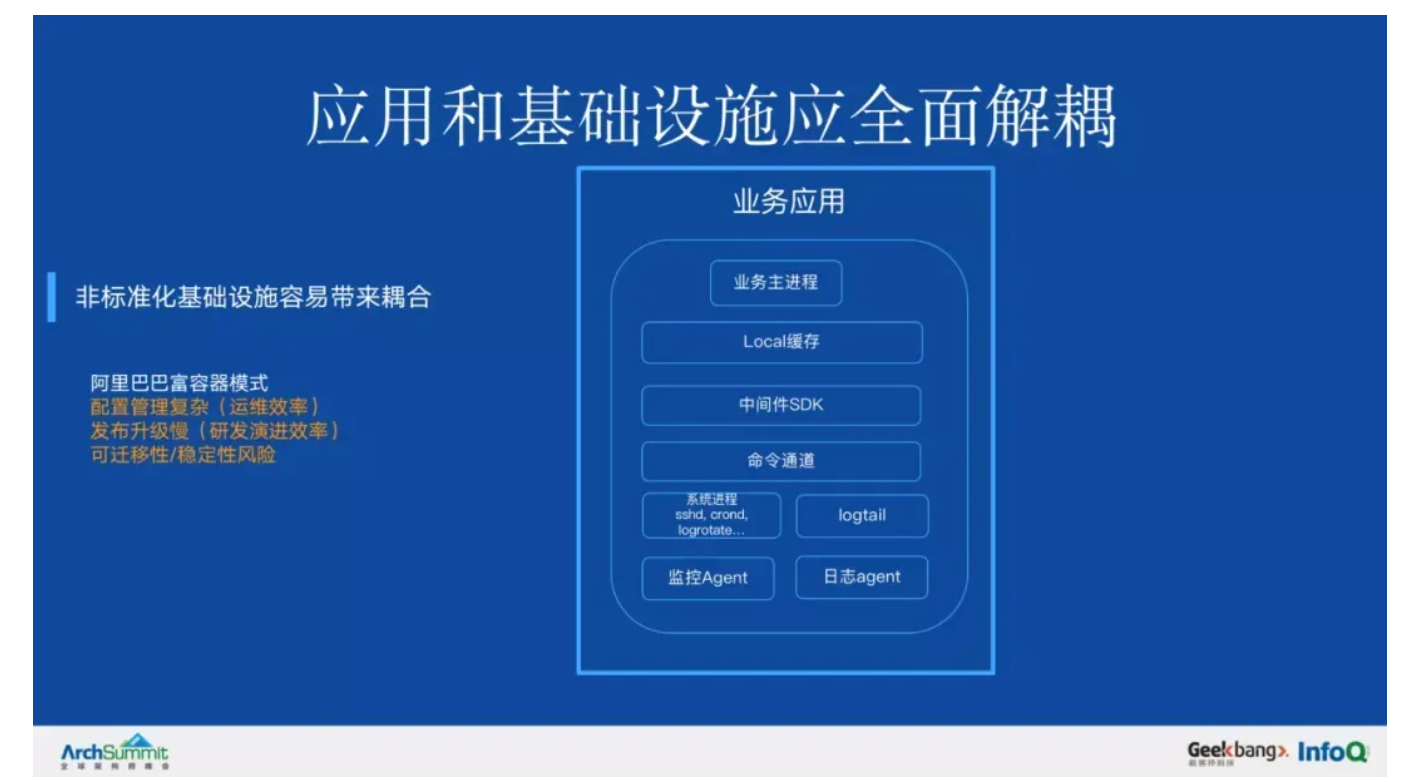 应用和基础设施应全面解耦
非标准化基础设施容易带来耦合
阿里巴巴富容器模式
配置管理复杂（运维效率）
发布升级慢（研发演进效率）
可迁移性/稳定性风险
业务应用
业务主进程
Local缓存
中间件SDK
命令通道
系统进程
sshd, crond,
logrotate...
logtail
监控Agent
日志agent
ArchSummit
全球架构师峰会
Geekbang>.
极客邦科技
InfoQ